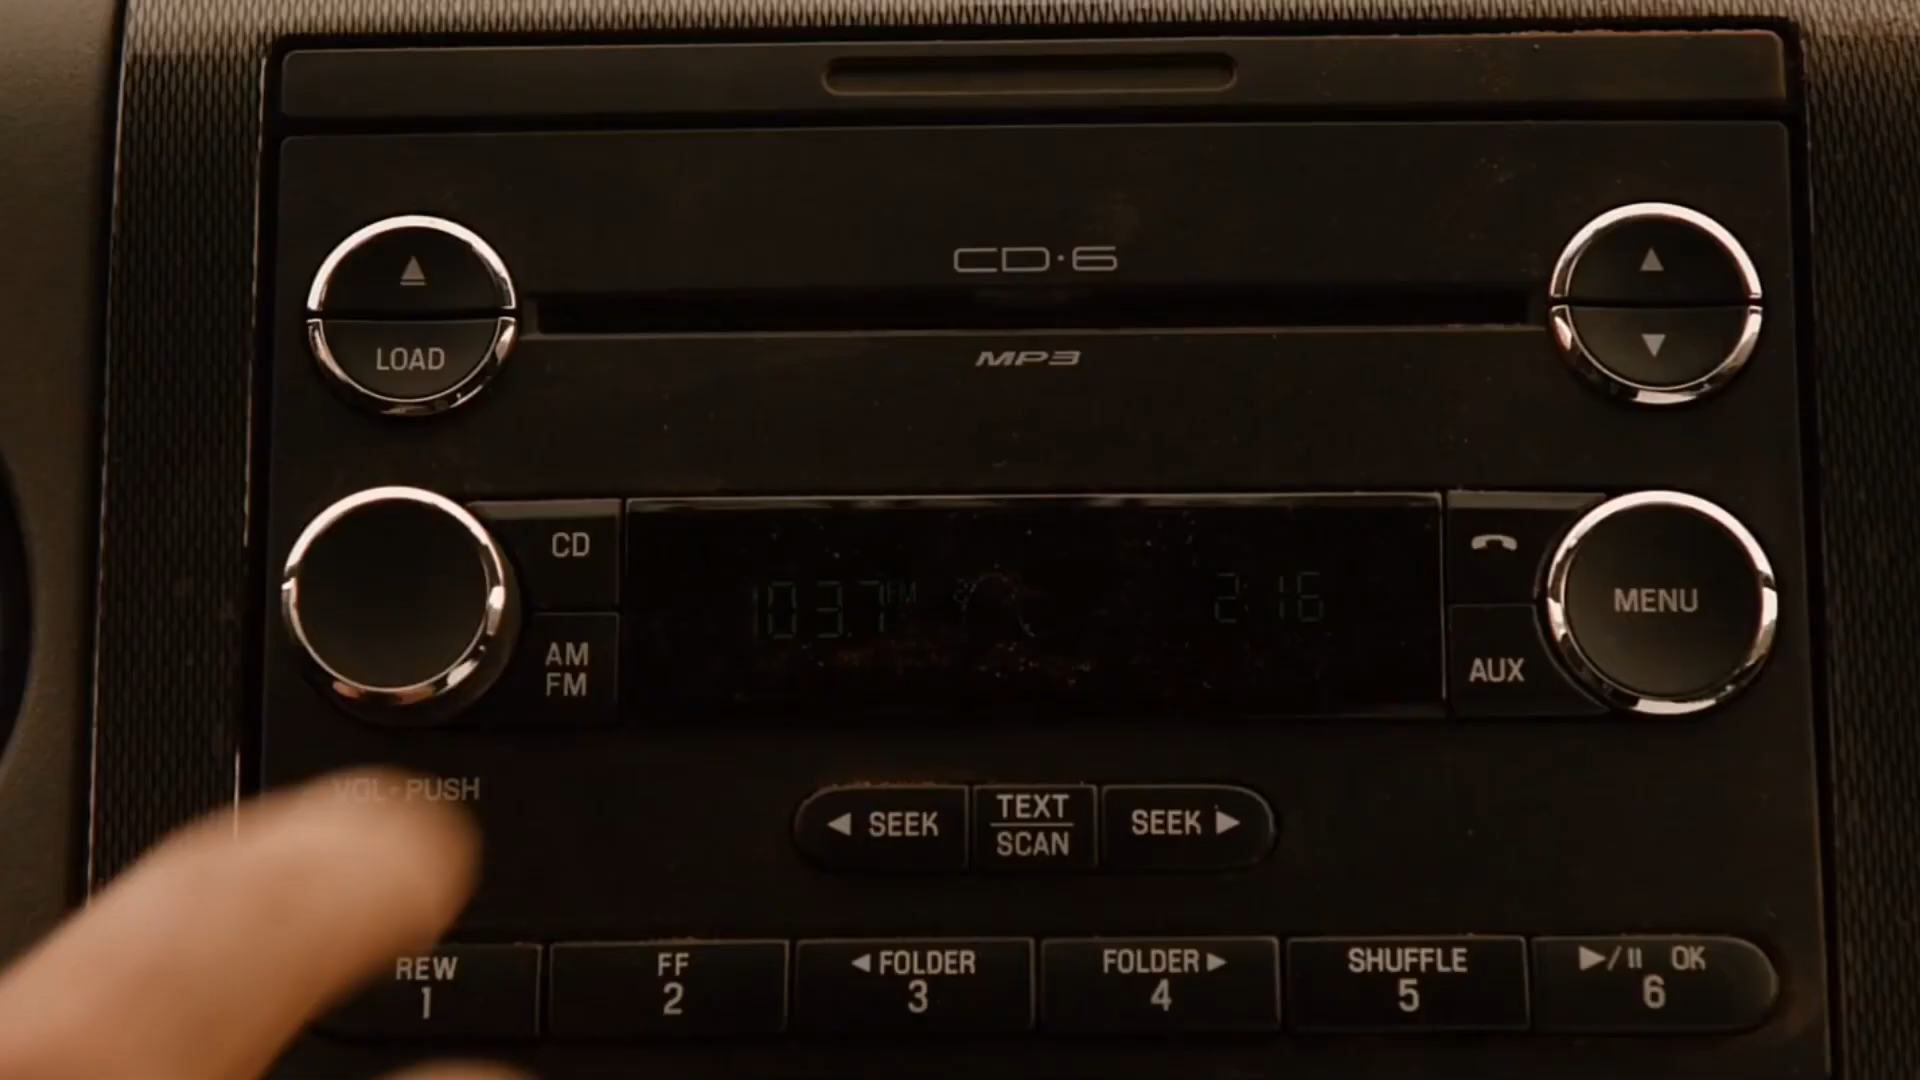 CD·6
LOAD
MP3
CD
AM
FM
103.7 FM
2:16
MENU
AUX
VOL·PUSH
◀ SEEK
TEXT
SCAN
SEEK ▶
REW
1
FF
2
◀ FOLDER
3
FOLDER ▶
4
SHUFFLE
5
▶/II OK
6